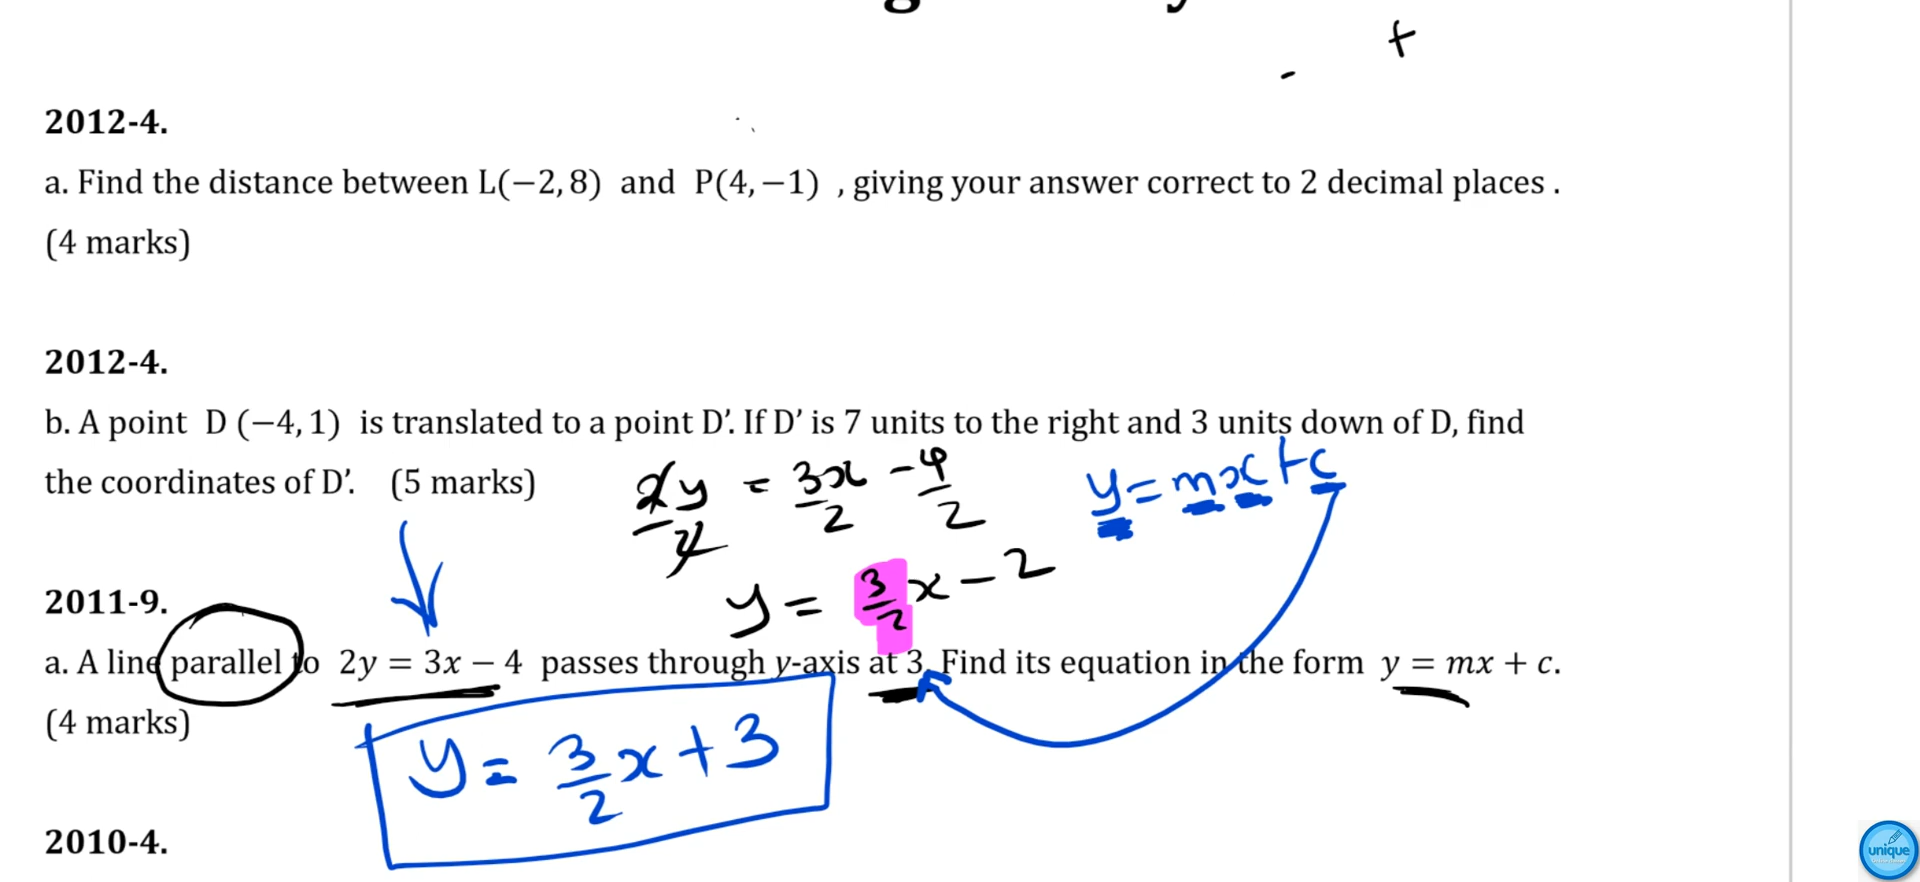 +
-
2012-4.
a. Find the distance between L(−2, 8) and P(4, −1) , giving your answer correct to 2 decimal places .
(4 marks)
2012-4.
b. A point D (−4, 1) is translated to a point D’. If D’ is 7 units to the right and 3 units down of D, find
the coordinates of D’. (5 marks)
2y/2 = 3x/2 - 4/2
y = mx + c
y = 3/2 x - 2
2011-9.
a. A line parallel to 2y = 3x − 4 passes through y-axis at 3. Find its equation in the form y = mx + c.
(4 marks)
y = 3/2 x + 3
2010-4.
unique